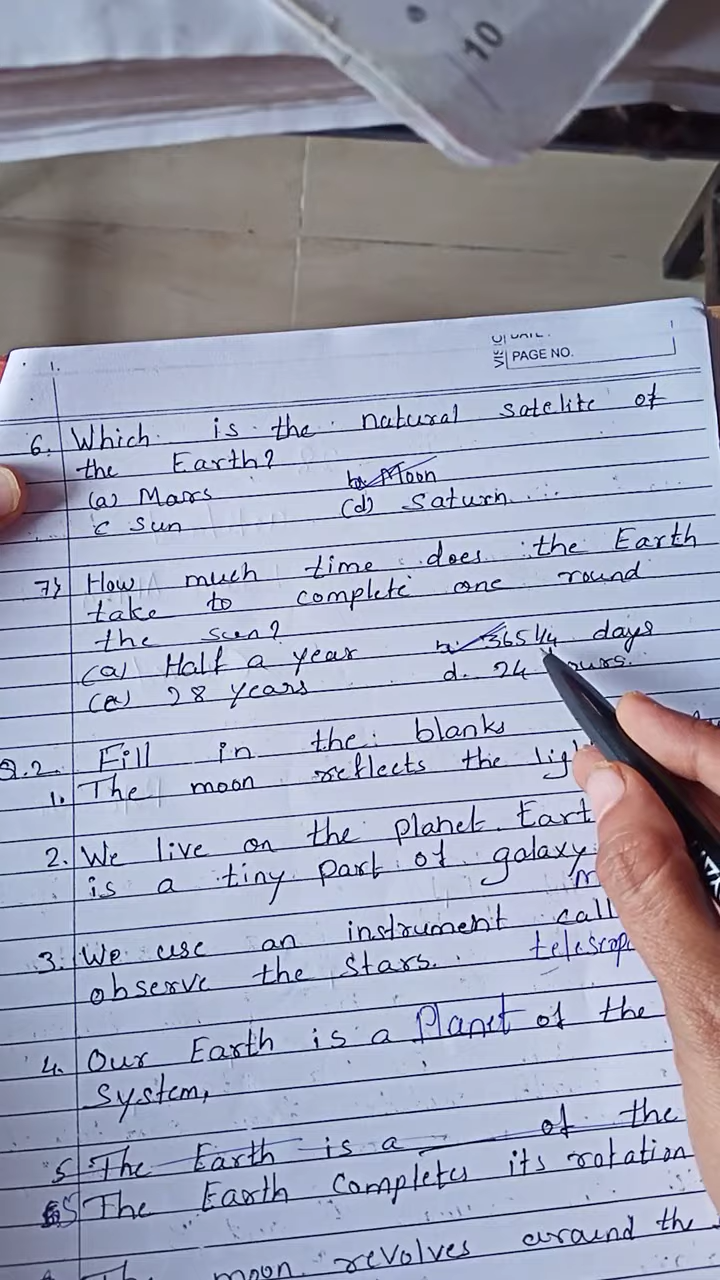 10
PAGE NO.
6. Which is the natural satelite of
the Earth?
(a) Mars b. Moon
c Sun (d) Saturn
7) How much time does the Earth
take to complete one round
the sun?
(a) Half a year b. 365 1/4 days
(c) 28 years d. 24 hours.
Q.2. Fill in the blanks
1. The moon reflects the
2. We live on the planet
is a tiny part of galaxy
3. We use an instrument
observe the stars.
4. Our Earth is a Planet of the
System,
5 The Earth is a ____ of the
5 The Earth completes its rotation
moon revolves around the